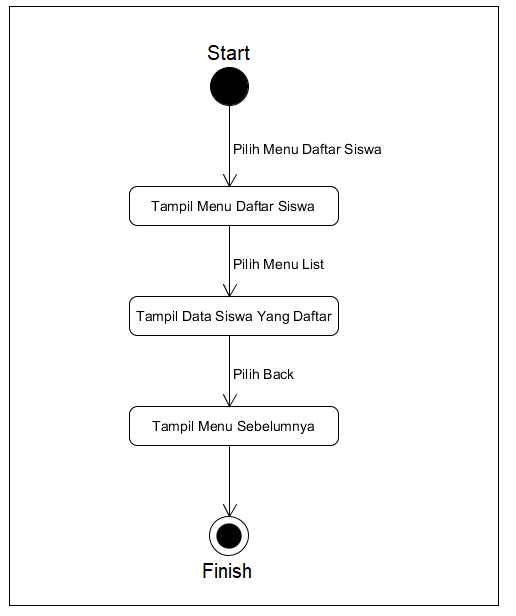 Start
Pilih Menu Daftar Siswa
Tampil Menu Daftar Siswa
Pilih Menu List
Tampil Data Siswa Yang Daftar
Pilih Back
Tampil Menu Sebelumnya
Finish